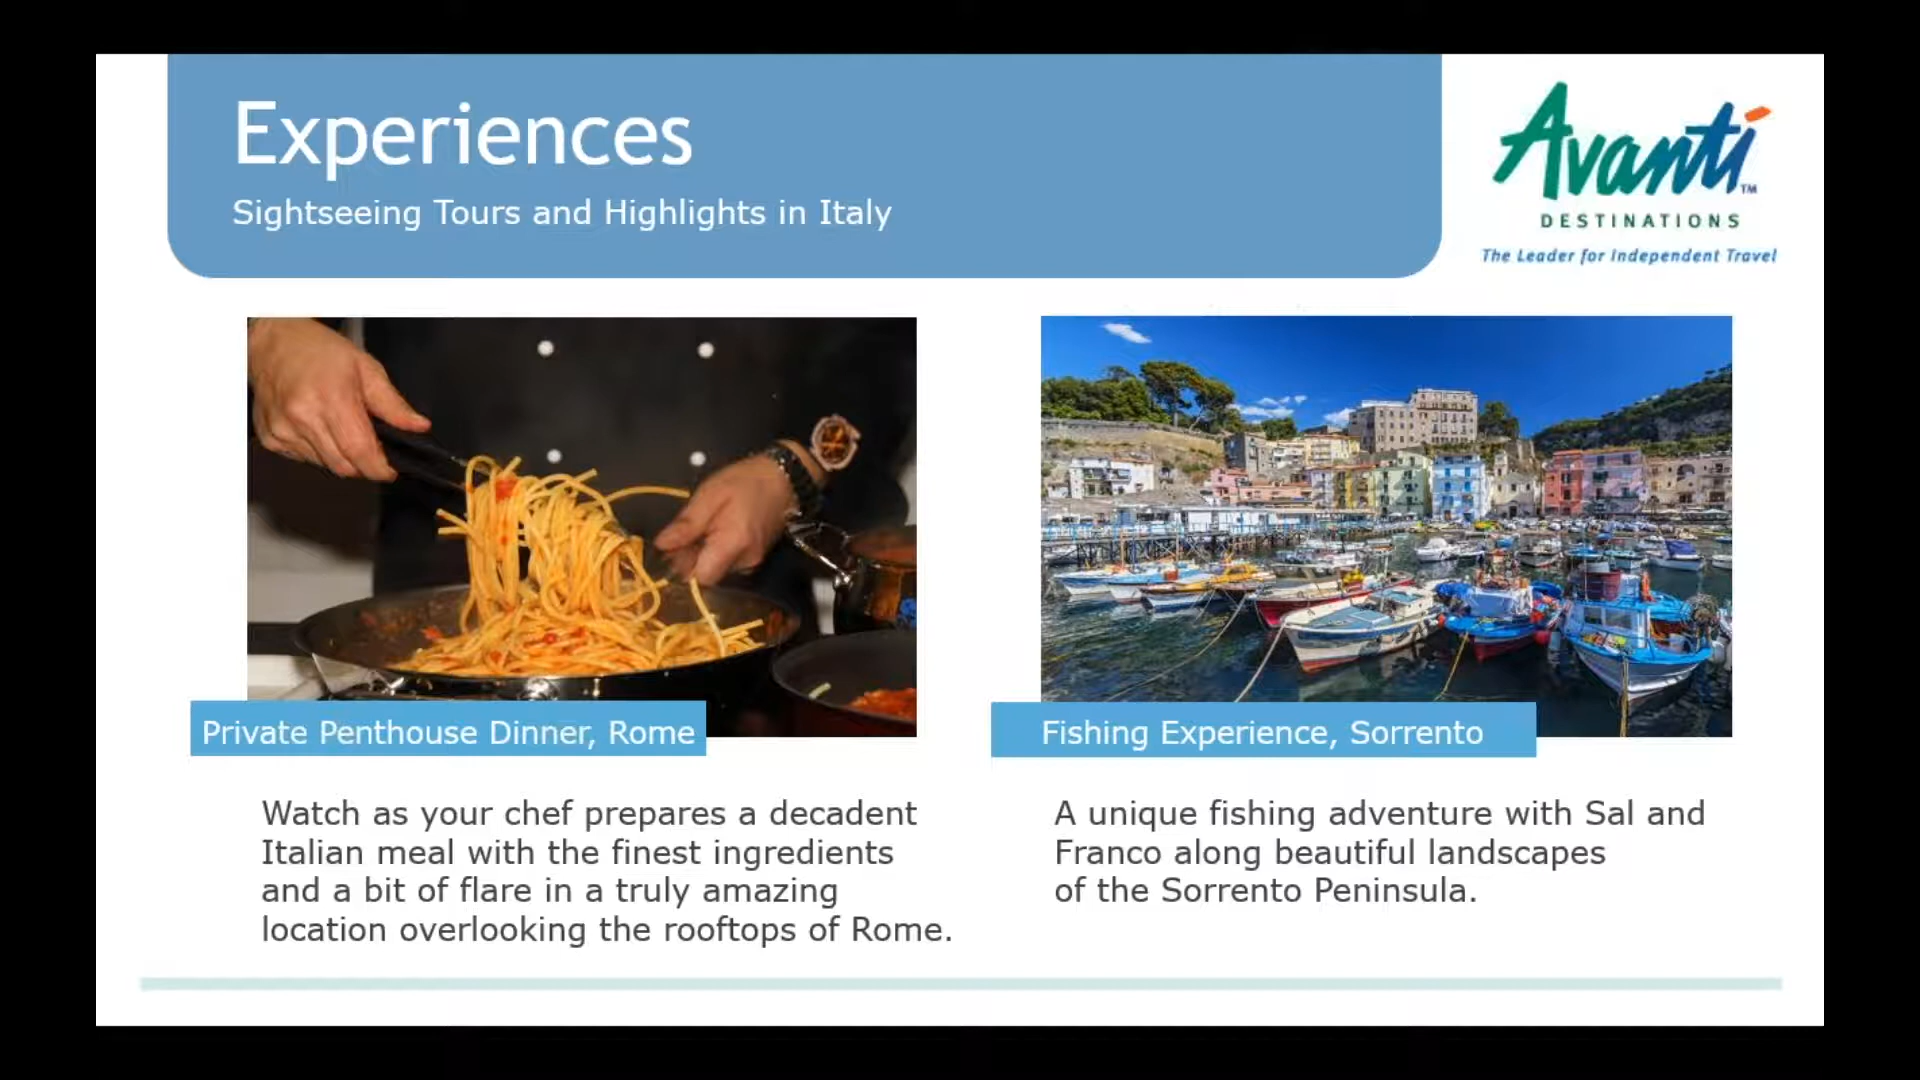 Experiences
Sightseeing Tours and Highlights in Italy
Avanti™
DESTINATIONS
The Leader for Independent Travel
Private Penthouse Dinner, Rome
Watch as your chef prepares a decadent
Italian meal with the finest ingredients
and a bit of flare in a truly amazing
location overlooking the rooftops of Rome.
Fishing Experience, Sorrento
A unique fishing adventure with Sal and
Franco along beautiful landscapes
of the Sorrento Peninsula.